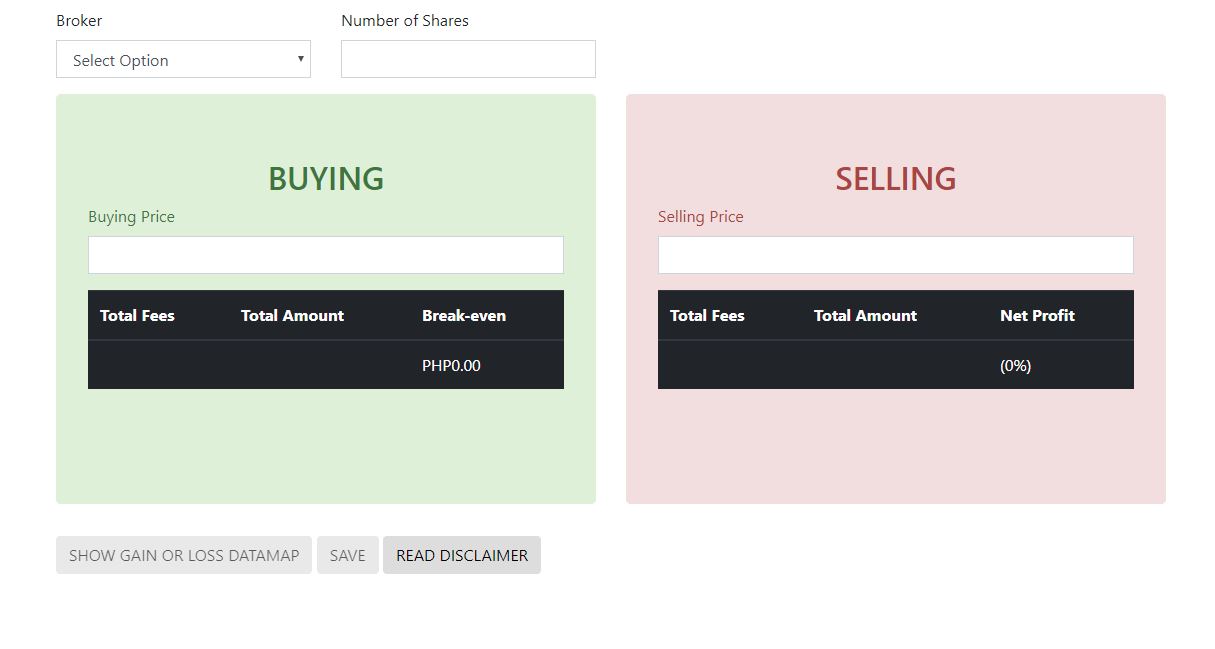 Broker
Number of Shares
Select Option
BUYING
Buying Price
Total Fees Total Amount Break-even
PHP0.00
SELLING
Selling Price
Total Fees Total Amount Net Profit
(0%)
SHOW GAIN OR LOSS DATAMAP SAVE READ DISCLAIMER